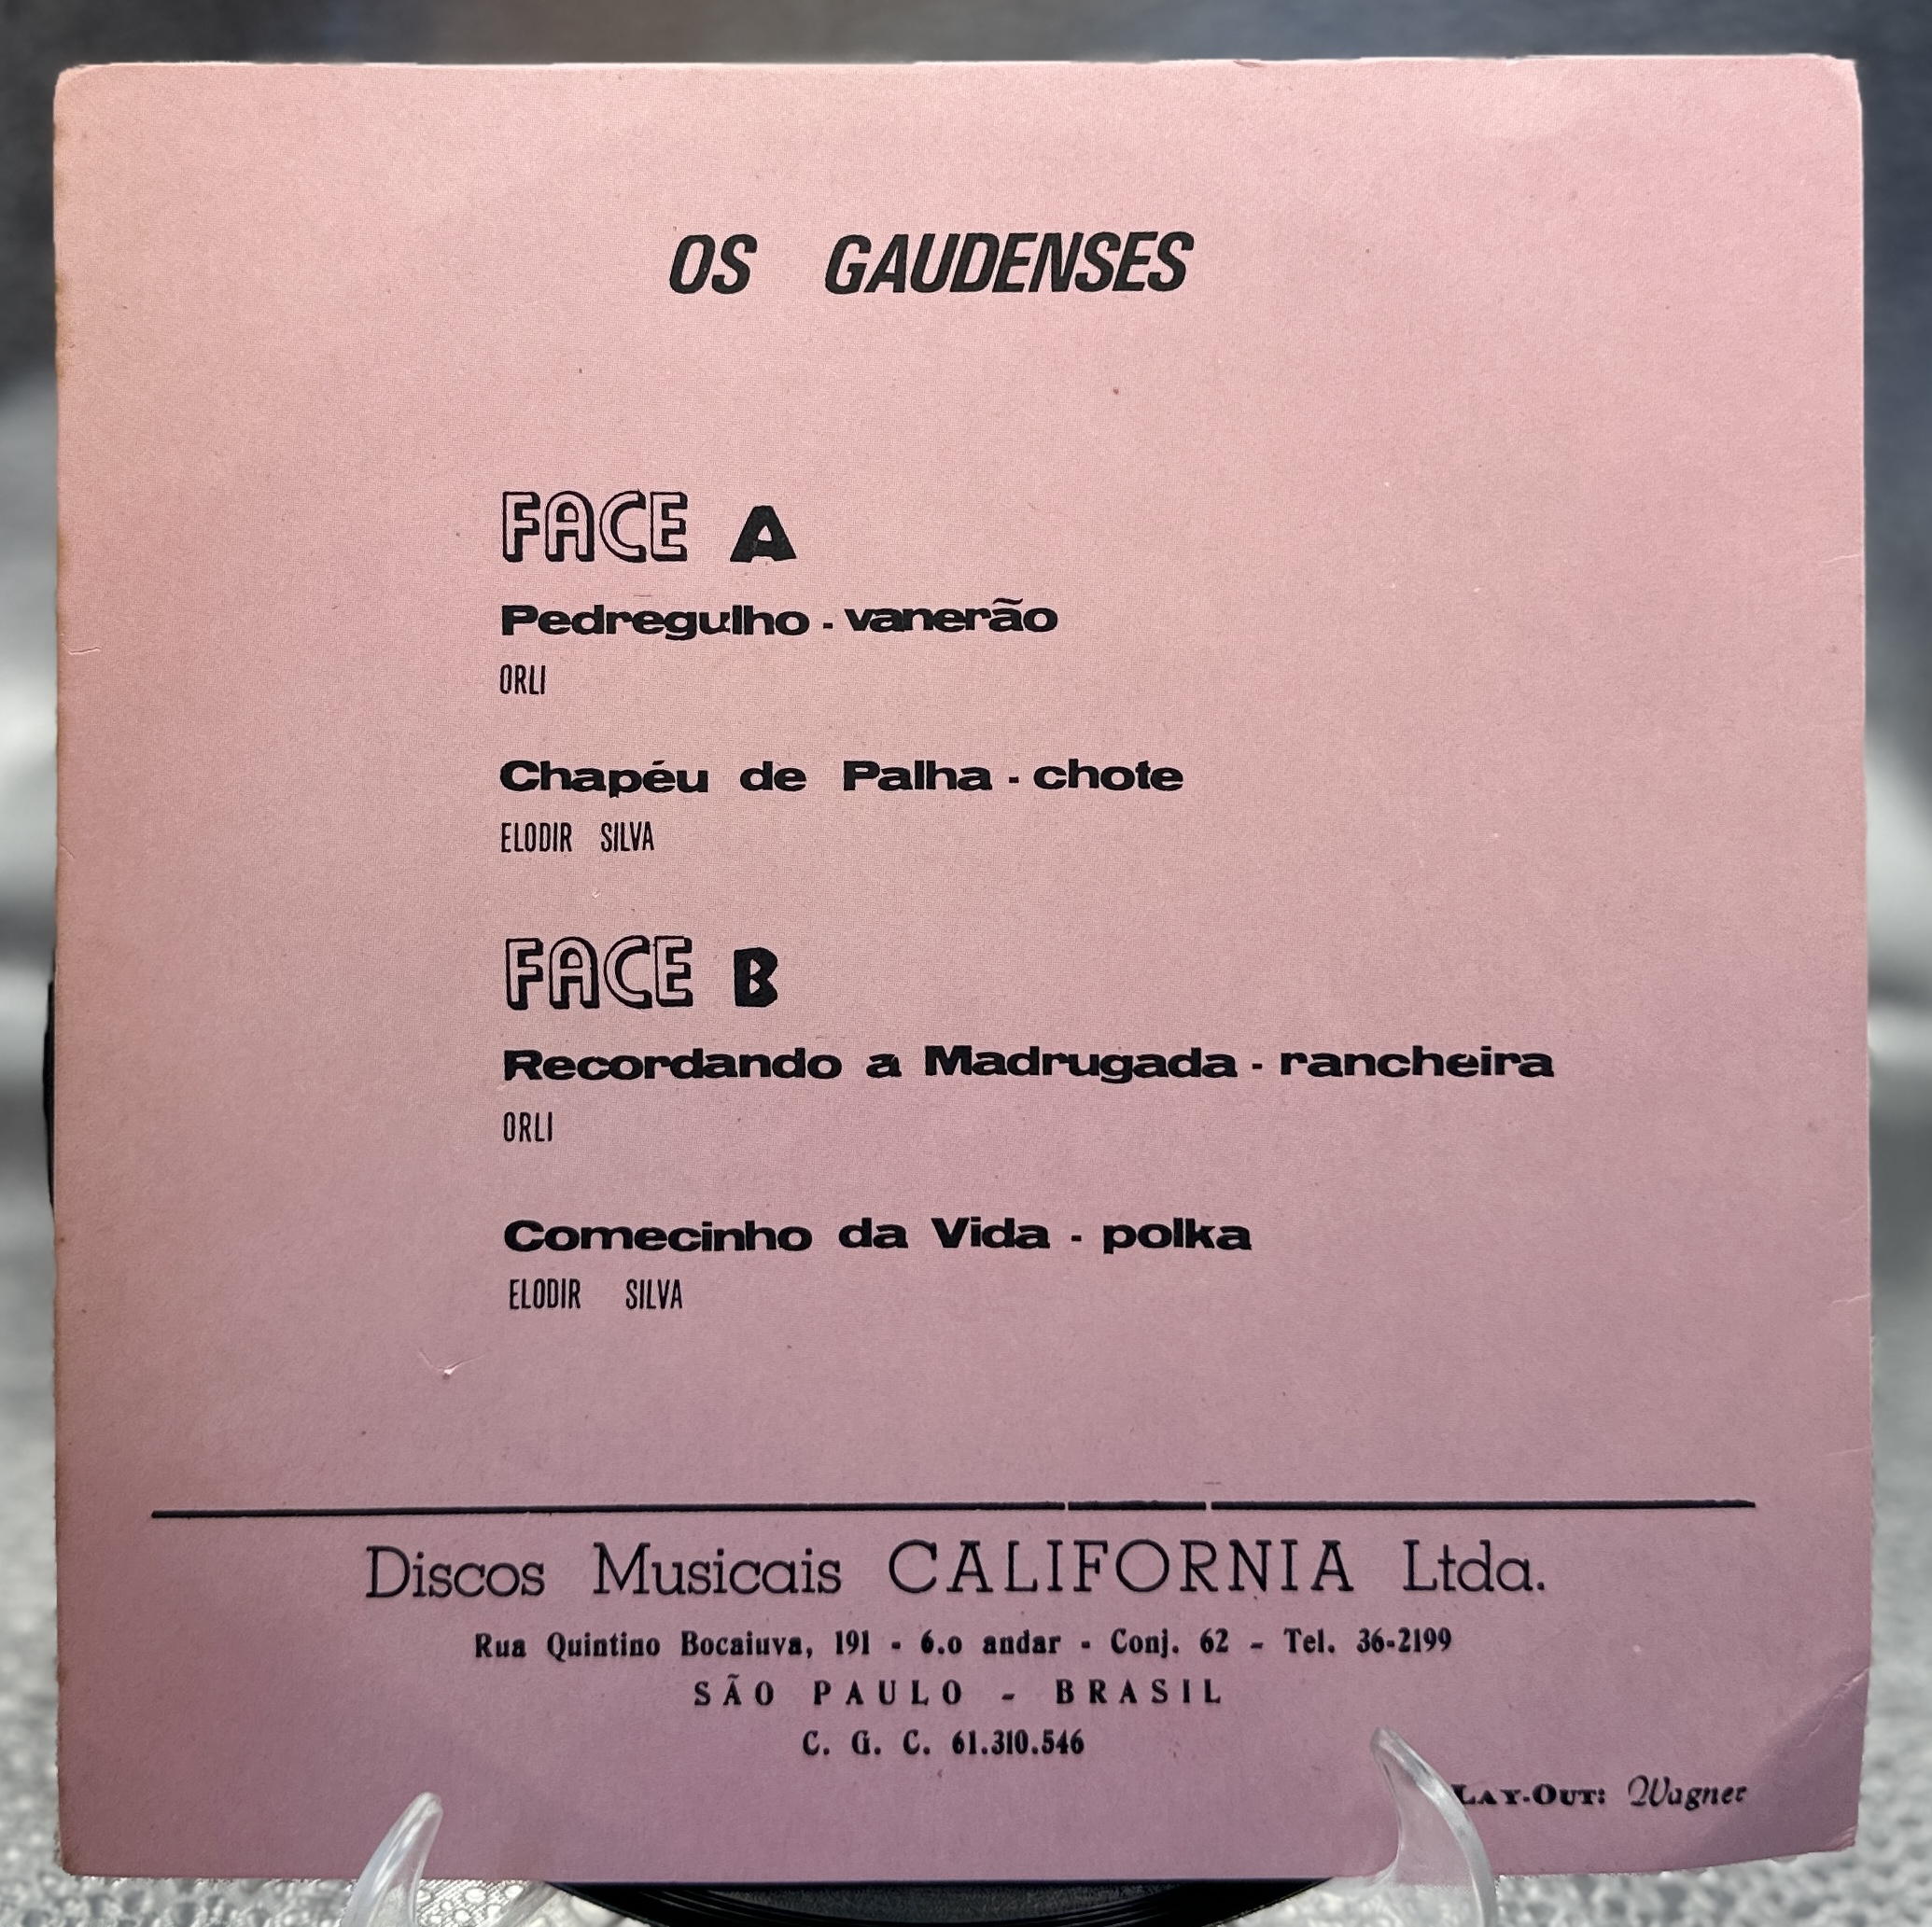 OS GAUDENSES
FACE A
Pedregulho - vanerão
ORLI
Chapéu de Palha - chote
ELODIR SILVA
FACE B
Recordando a Madrugada - rancheira
ORLI
Comecinho da Vida - polka
ELODIR SILVA
Discos Musicais CALIFORNIA Ltda.
Rua Quintino Bocaiuva, 191 - 6.o andar - Conj. 62 - Tel. 36-2199
SÃO PAULO - BRASIL
C. G. C. 61.310.546
LAY-OUT: Wagner